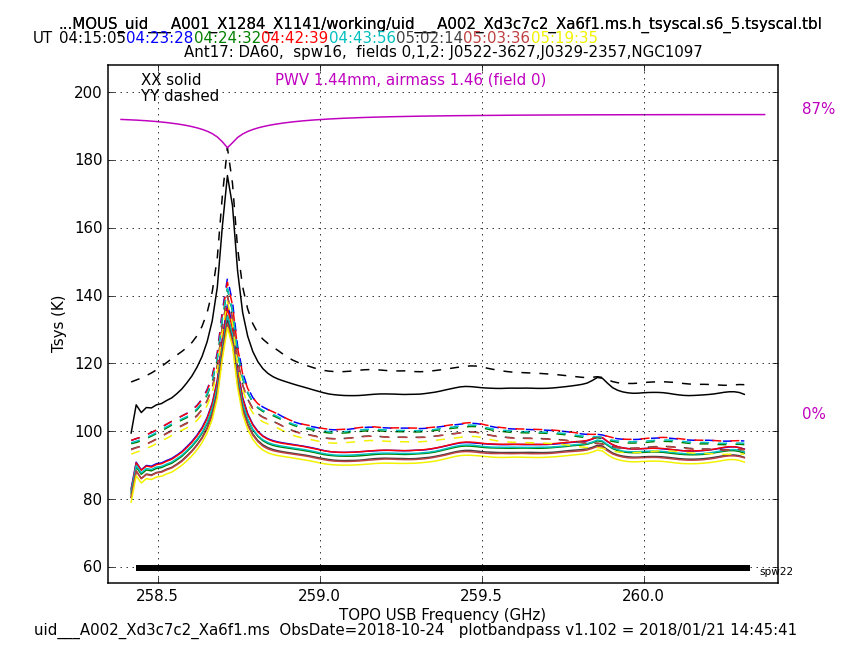 ...MOUS_uid___A001_X1284_X1141/working/uid___A002_Xd3c7c2_Xa6f1.ms.h_tsyscal.s6_5.tsyscal.tbl
UT 04:15:05 04:23:28 04:24:32 04:42:39 04:43:56 05:02:14 05:03:36 05:19:35
Ant17: DA60,  spw16,  fields 0,1,2: J0522-3627,J0329-2357,NGC1097
XX solid
PWV 1.44mm, airmass 1.46 (field 0)
YY dashed
200
87%
180
160
140
Tsys (K)
120
0%
100
80
60
spw22
258.5 259.0 259.5 260.0
TOPO USB Frequency (GHz)
uid___A002_Xd3c7c2_Xa6f1.ms  ObsDate=2018-10-24   plotbandpass v1.102 = 2018/01/21 14:45:41